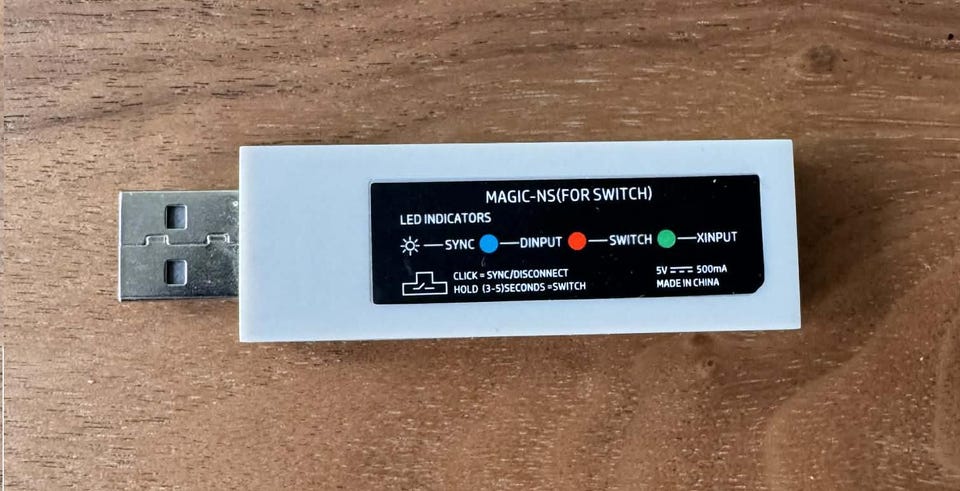 MAGIC-NS(FOR SWITCH)
LED INDICATORS
SYNC DINPUT SWITCH XINPUT
CLICK = SYNC/DISCONNECT
HOLD (3-5)SECONDS =SWITCH
5V 500mA
MADE IN CHINA